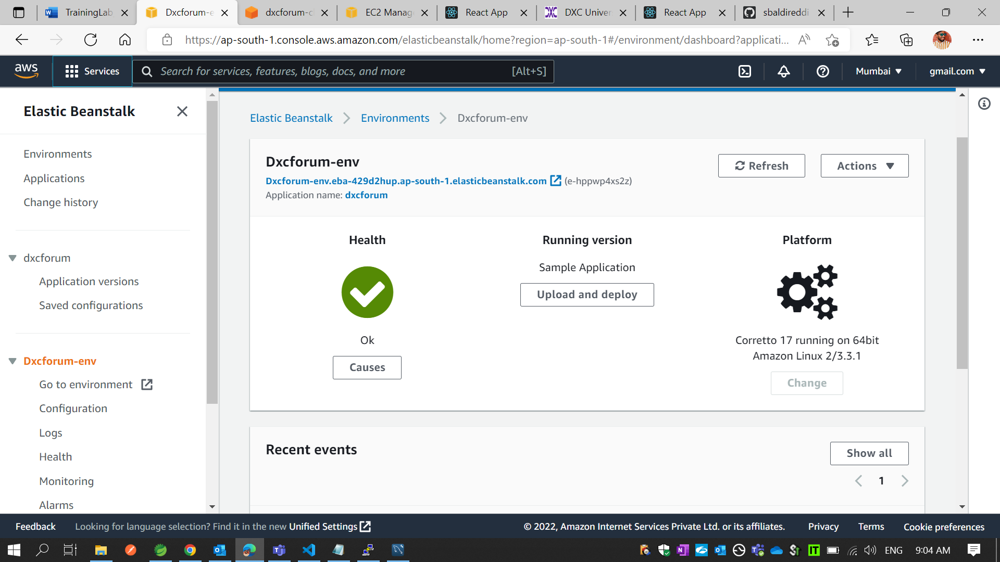 TrainingLab
Dxcforum-e
dxcforum-c
EC2 Manag
React App
DXC Univer
React App
sbaldireddi
https://ap-south-1.console.aws.amazon.com/elasticbeanstalk/home?region=ap-south-1#/environment/dashboard?applicati...
aws
Services
Search for services, features, blogs, docs, and more
[Alt+S]
Mumbai
gmail.com
Elastic Beanstalk
Environments
Applications
Change history
dxcforum
Application versions
Saved configurations
Dxcforum-env
Go to environment
Configuration
Logs
Health
Monitoring
Alarms
Elastic Beanstalk
Environments
Dxcforum-env
Dxcforum-env
Dxcforum-env.eba-429d2hup.ap-south-1.elasticbeanstalk.com (e-hppwp4xs2z)
Application name: dxcforum
Refresh
Actions
Health
Ok
Causes
Running version
Sample Application
Upload and deploy
Platform
Corretto 17 running on 64bit
Amazon Linux 2/3.3.1
Change
Recent events
Show all
1
Feedback
Looking for language selection? Find it in the new Unified Settings
© 2022, Amazon Internet Services Private Ltd. or its affiliates.
Privacy
Terms
Cookie preferences
ENG
9:04 AM